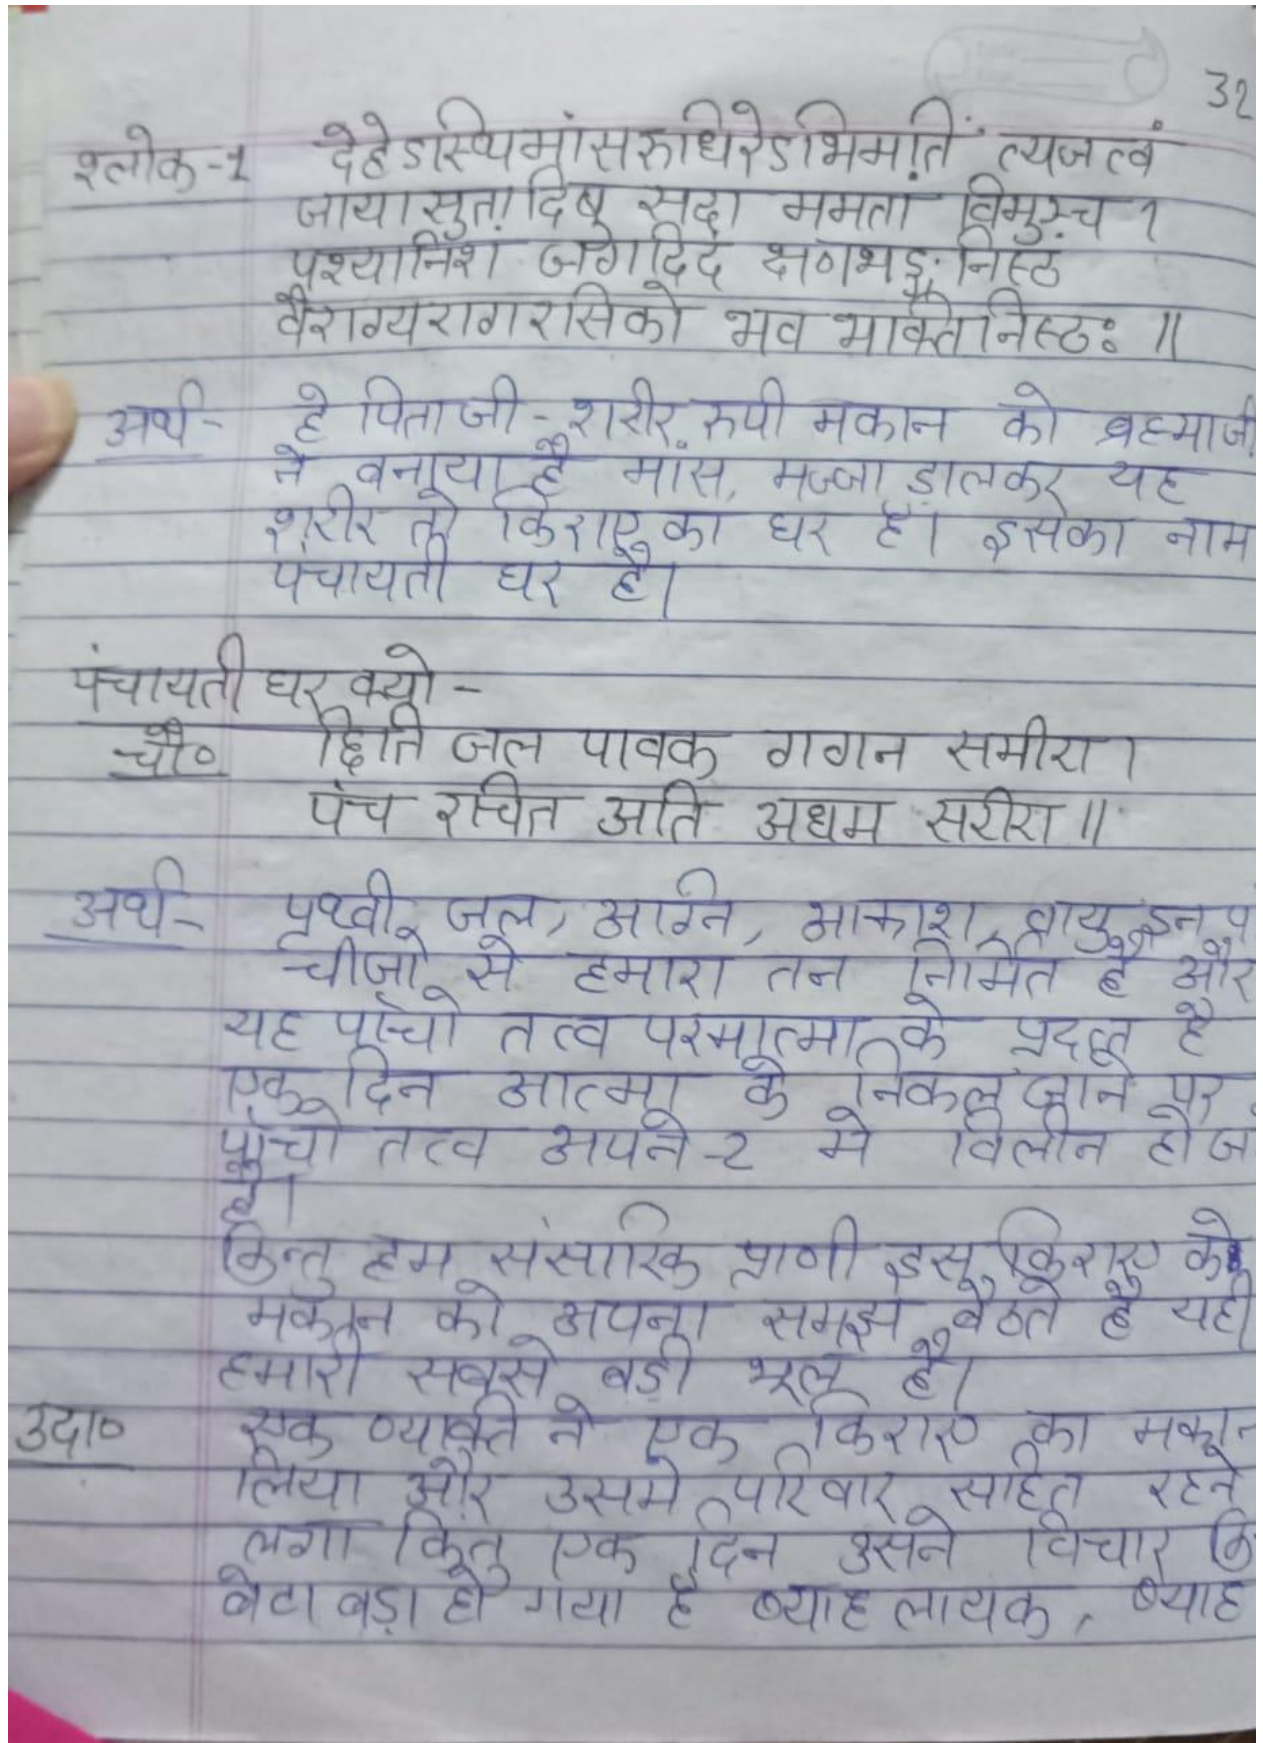 32
श्लोक-1 देहेऽस्थिमांसरुधिरेऽभिमतिं त्यजत्वं
जायासुतादिषु सदा ममतां विमुञ्च १
पश्यानिशं जगदिदं क्षणभङ्गनिस्ठ
वैराग्यरागरसिको भव भक्तिनिस्ठः ॥
अर्थ- हे पिताजी - शरीर रुपी मकान को ब्रह्माजी
ने बनाया है मांस, मज्जा डालकर यह
शरीर तो किराए का घर है। इसका नाम
पंचायती घर है।
पंचायती घर क्यो -
चौ० छिति जल पावक गगन समीरा।
पंच रचित अति अधम सरीरा॥
अर्थ- पृथ्वी, जल, अग्नि, आकाश, वायु इन प
चीजो से हमारा तन निर्मित है और
यह पाँचो तत्व परमात्मा के प्रदत्त है
एक दिन आत्मा के निकल जाने पर
पाँचो तत्व अपने-2 मे विलीन हो ज
है।
किन्तु हम संसारिक प्राणी इस किराए के
मकान को अपना समझ बैठते है यही
हमारी सबसे बड़ी भूल है।
उदा० एक व्यक्ति ने एक किराए का मकान
लिया और उसमे परिवार सहित रहने
लगा किंतु एक दिन उसने विचार कि
बेटा बड़ा हो गया है ब्याह लायक, ब्याह